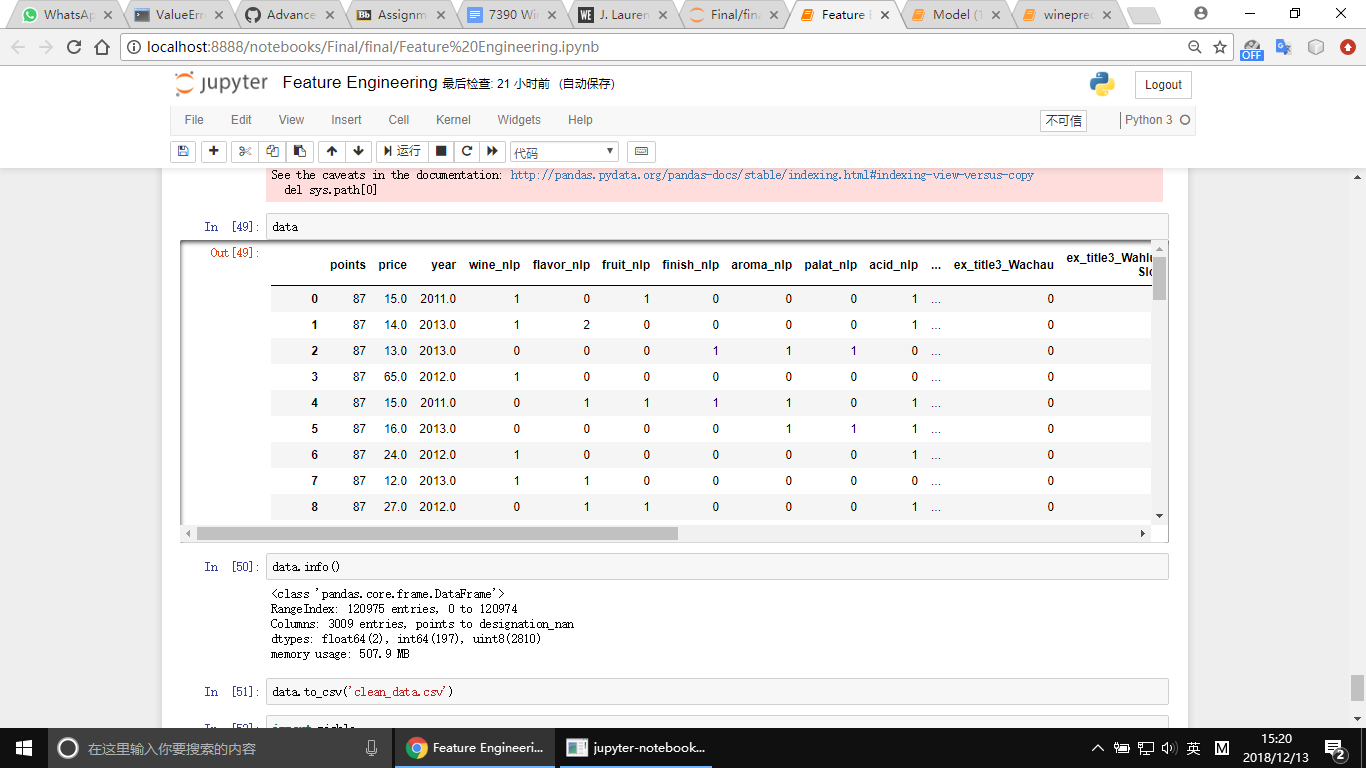 WhatsAp
ValueErr
Advance
Assignm
7390 Win
J. Lauren
Final/fina
Feature E
Model (1
winepred
localhost:8888/notebooks/Final/final/Feature%20Engineering.ipynb
OFF
jupyter Feature Engineering 最后检查: 21 小时前 (自动保存)
Logout
File Edit View Insert Cell Kernel Widgets Help
不可信 Python 3
运行 代码
See the caveats in the documentation: http://pandas.pydata.org/pandas-docs/stable/indexing.html#indexing-view-versus-copy
del sys.path[0]
In [49]: data
Out[49]:
points price year wine_nlp flavor_nlp fruit_nlp finish_nlp aroma_nlp palat_nlp acid_nlp ... ex_title3_Wachau ex_title3_Wahlu
Slo
0 87 15.0 2011.0 1 0 1 0 0 0 1 ... 0
1 87 14.0 2013.0 1 2 0 0 0 0 1 ... 0
2 87 13.0 2013.0 0 0 0 1 1 1 0 ... 0
3 87 65.0 2012.0 1 0 0 0 0 0 0 ... 0
4 87 15.0 2011.0 0 1 1 1 1 0 1 ... 0
5 87 16.0 2013.0 0 0 0 0 1 1 1 ... 0
6 87 24.0 2012.0 1 0 0 0 0 0 1 ... 0
7 87 12.0 2013.0 1 1 0 0 0 0 0 ... 0
8 87 27.0 2012.0 0 1 1 0 0 0 1 ... 0
In [50]: data.info()
<class 'pandas.core.frame.DataFrame'>
RangeIndex: 120975 entries, 0 to 120974
Columns: 3009 entries, points to designation_nan
dtypes: float64(2), int64(197), uint8(2810)
memory usage: 507.9 MB
In [51]: data.to_csv('clean_data.csv')
在这里输入你要搜索的内容
Feature Engineeri...
jupyter-notebook...
英
M
15:20
2018/12/13
2